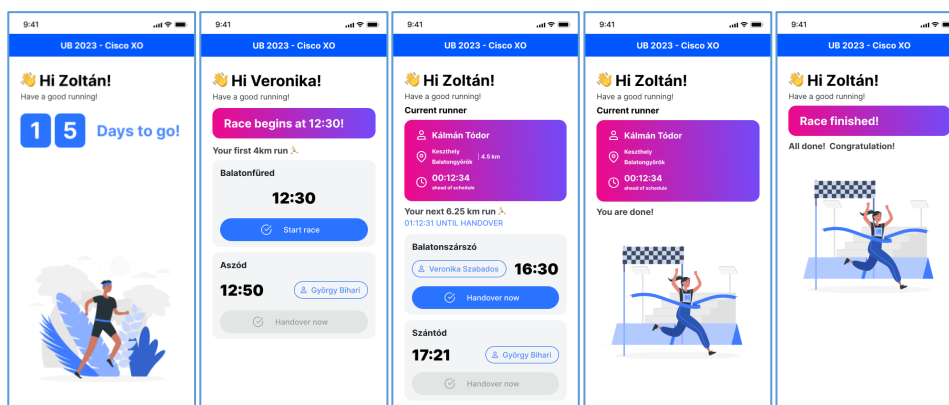 9:41
UB 2023 - Cisco XO
👋 Hi Zoltán!
Have a good running!
1 5 Days to go!
9:41
UB 2023 - Cisco XO
👋 Hi Veronika!
Have a good running!
Race begins at 12:30!
Your first 4km run 🏃
Balatonfüred
12:30
Start race
Aszód
12:50 György Bihari
Handover now
9:41
UB 2023 - Cisco XO
👋 Hi Zoltán!
Have a good running!
Current runner
Kálmán Tódor
Keszthely
Balatongyörök | 4.5 km
00:12:34
ahead of schedule
Your next 6.25 km run 🏃
01:12:31 UNTIL HANDOVER
Balatonszárszó
Veronika Szabados 16:30
Handover now
Szántód
17:21 György Bihari
Handover now
9:41
UB 2023 - Cisco XO
👋 Hi Zoltán!
Have a good running!
Current runner
Kálmán Tódor
Keszthely
Balatongyörök | 4.5 km
00:12:34
ahead of schedule
You are done!
9:41
UB 2023 - Cisco XO
👋 Hi Zoltán!
Have a good running!
Race finished!
All done! Congratulation!